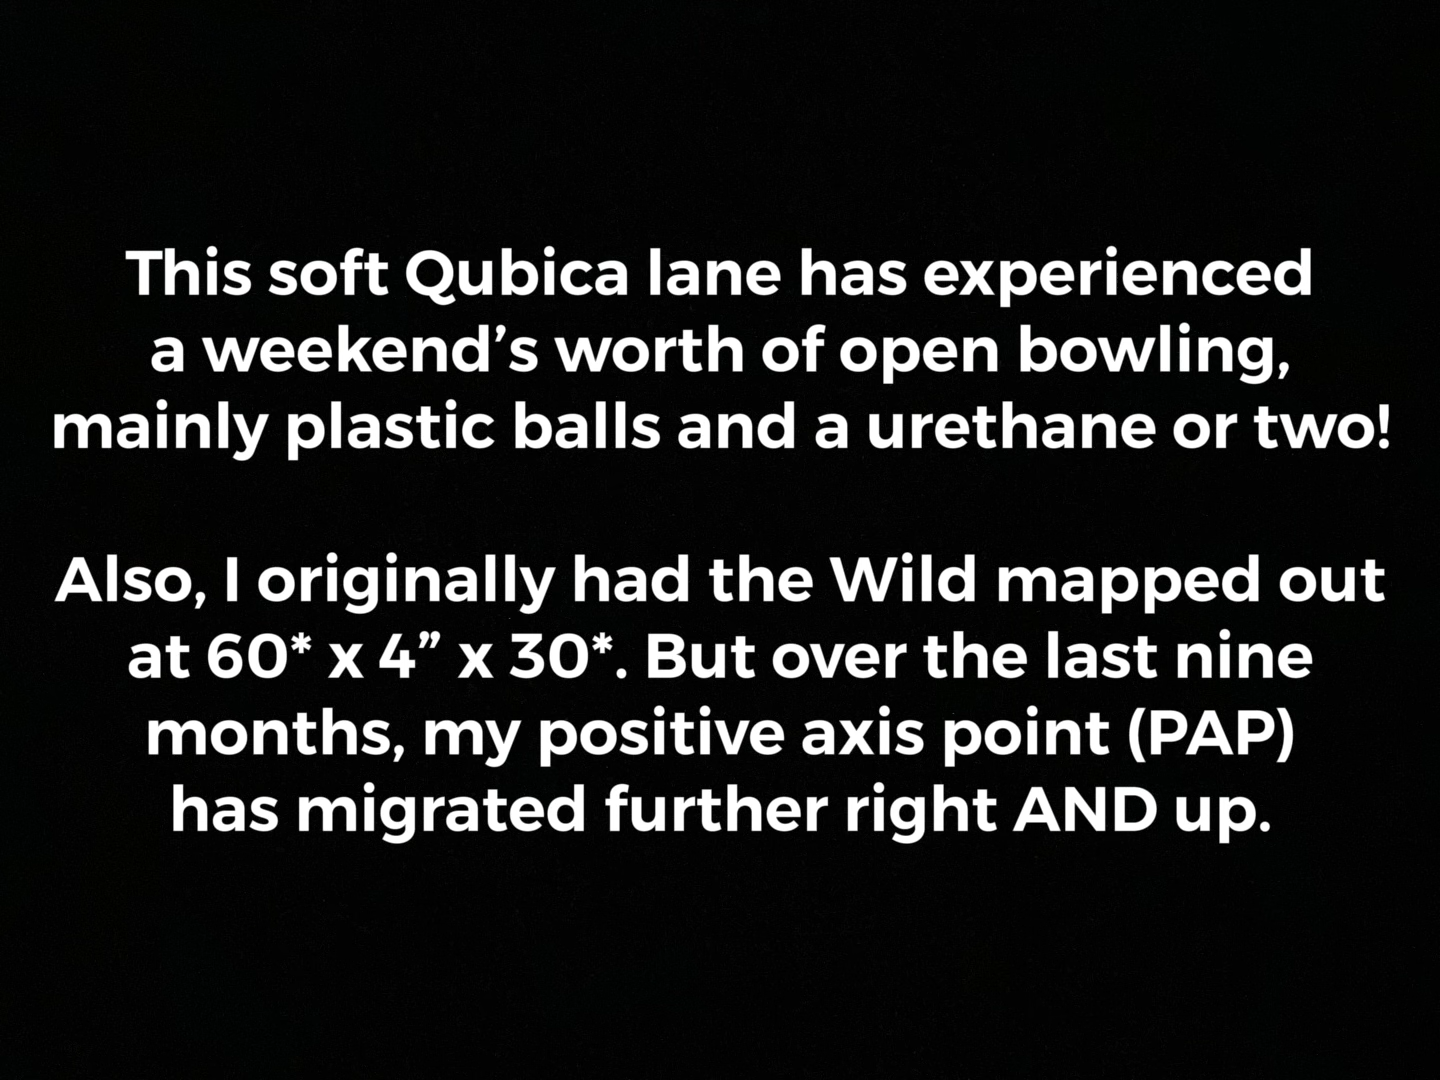 This soft Qubica lane has experienced
a weekend’s worth of open bowling,
mainly plastic balls and a urethane or two!
Also, I originally had the Wild mapped out
at 60* x 4” x 30*. But over the last nine
months, my positive axis point (PAP)
has migrated further right AND up.